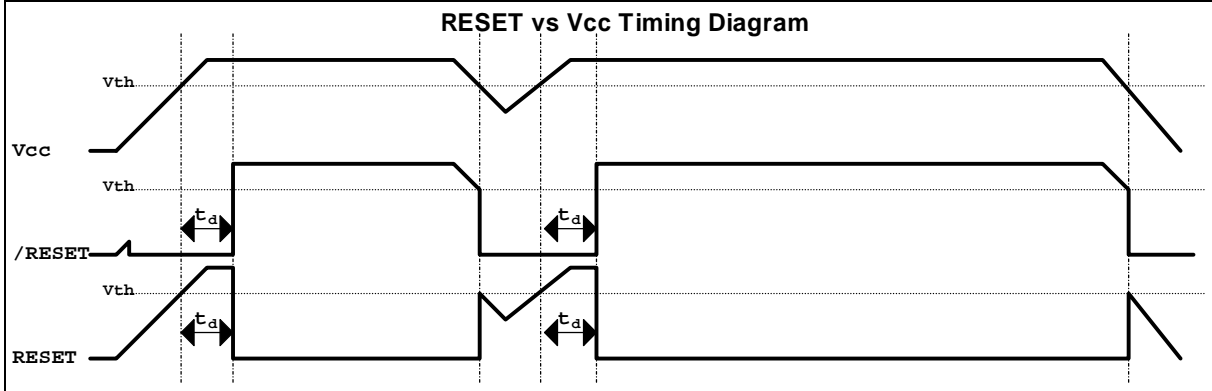 RESET vs Vcc Timing Diagram
Vth
Vcc
Vth
td td
/RESET
Vth
td td
RESET